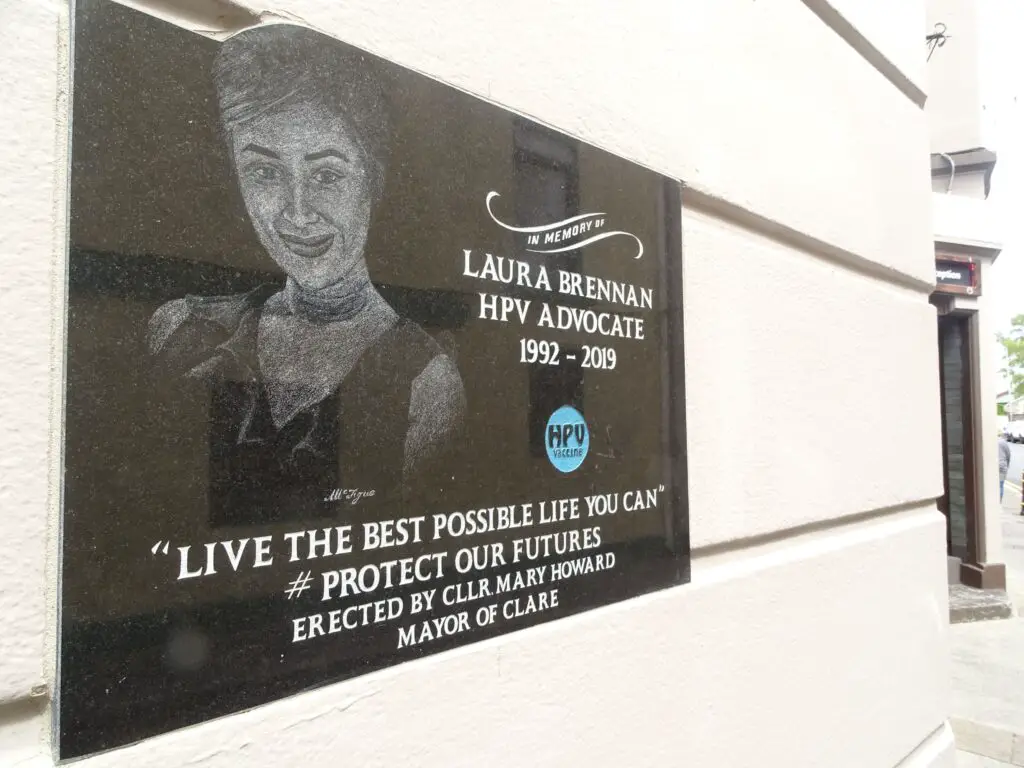 IN MEMORY OF
LAURA BRENNAN
HPV ADVOCATE
1992 - 2019
HPV
vaccine
"LIVE THE BEST POSSIBLE LIFE YOU CAN"
# PROTECT OUR FUTURES
ERECTED BY CLLR. MARY HOWARD
MAYOR OF CLARE